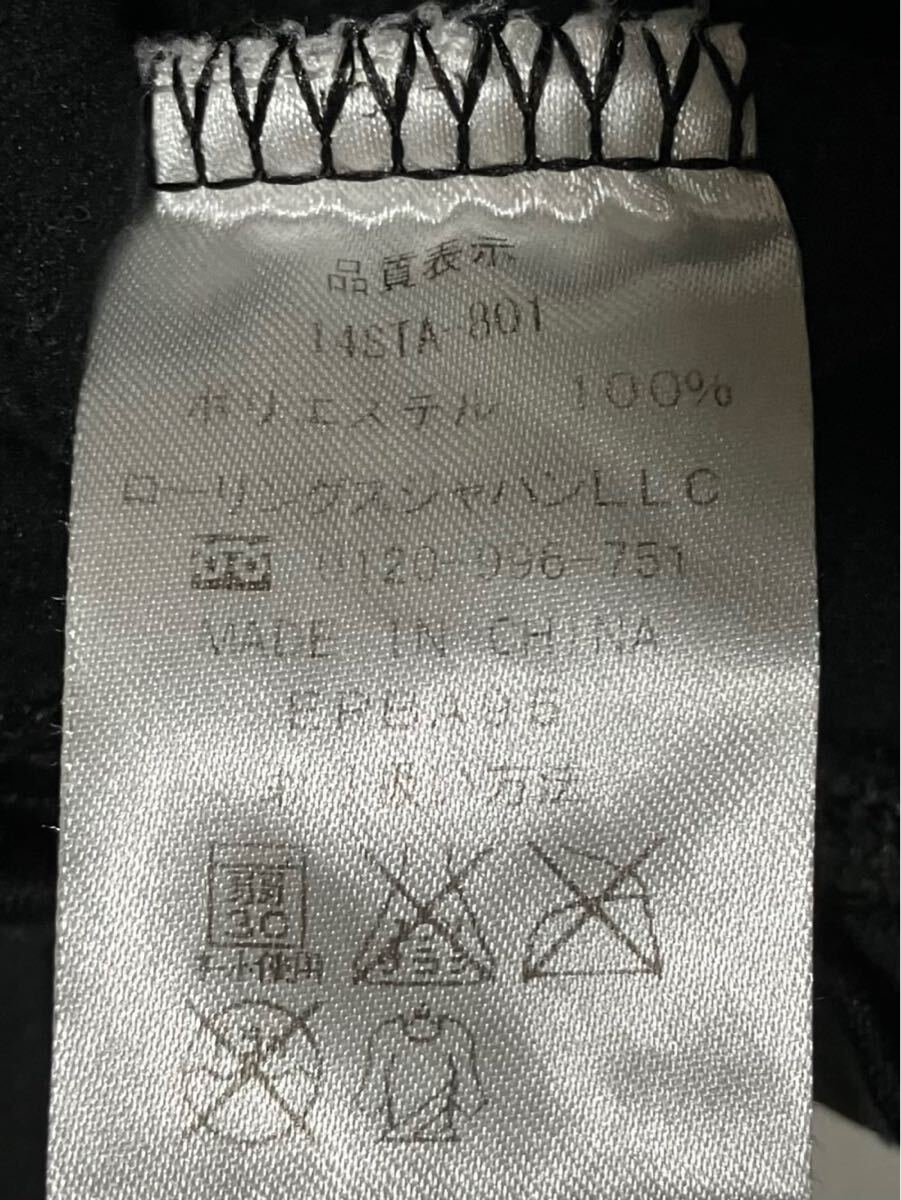 品質表示
14STA-801
ポリエステル 100%
ローリングスジャパンLLC
0120-996-751
MADE IN CHINA
EPBA95
取り扱い方法
弱
30
ネット使用